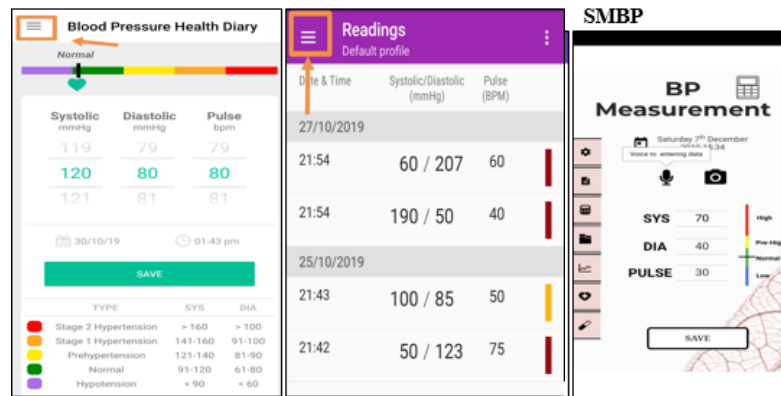 Blood Pressure Health Diary
Normal
Systolic Diastolic Pulse
mmHg mmHg bpm
119 79 79
120 80 80
121 81 81
30/10/19 01:43 pm
SAVE
TYPE SYS DIA
Stage 2 Hypertension > 160 > 100
Stage 1 Hypertension 141-160 91-100
Prehypertension 121-140 81-90
Normal 91-120 61-80
Hypotension < 90 < 60
Readings
Default profile
Date & Time Systolic/Diastolic Pulse
(mmHg) (BPM)
27/10/2019
21:54 60 / 207 60
21:54 190 / 50 40
25/10/2019
21:43 100 / 85 50
21:42 50 / 123 75
SMBP
BP
Measurement
Saturday 7th December
Voice to entering data
SYS 70 High
DIA 40 Pre-Hig
Normal
PULSE 30 Low
SAVE